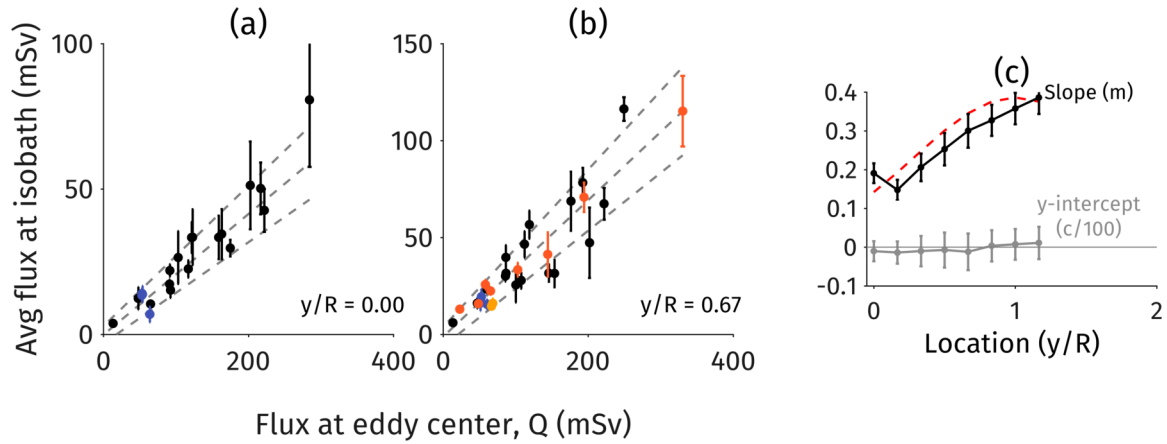 (a)
(b)
(c)
Avg flux at isobath (mSv)
100
50
0
y/R = 0.00
0
200
400
150
100
50
0
y/R = 0.67
0
200
400
Flux at eddy center, Q (mSv)
0.4
0.3
0.2
0.1
0
-0.1
Slope (m)
y-intercept
(c/100)
0
1
2
Location (y/R)